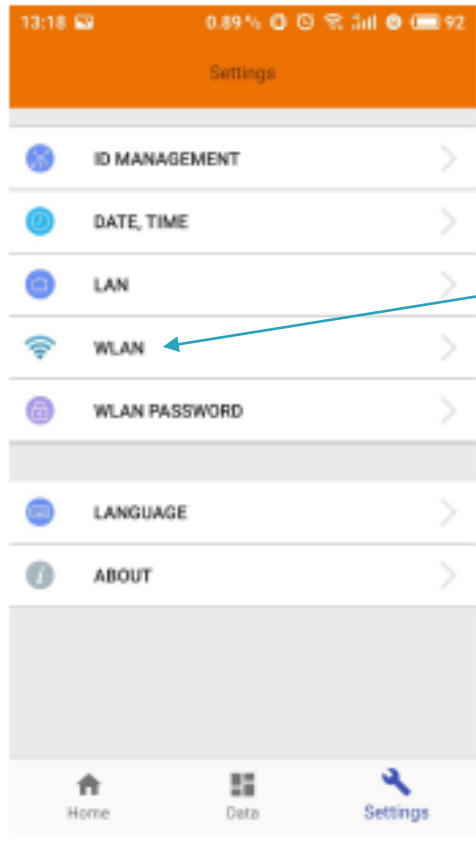 13:18 0.89 % 92
Settings
ID MANAGEMENT
DATE, TIME
LAN
WLAN
WLAN PASSWORD
LANGUAGE
ABOUT
Home Data Settings